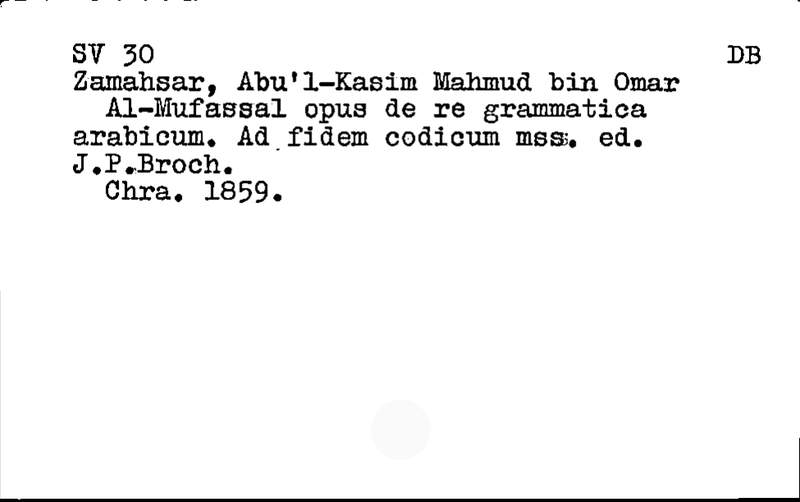 SV 30 DB
Zamahsar, Abu'l-Kasim Mahmud bin Omar
Al-Mufassal opus de re grammatica
arabicum. Ad fidem codicum mss. ed.
J.P.Broch.
Chra. 1859.